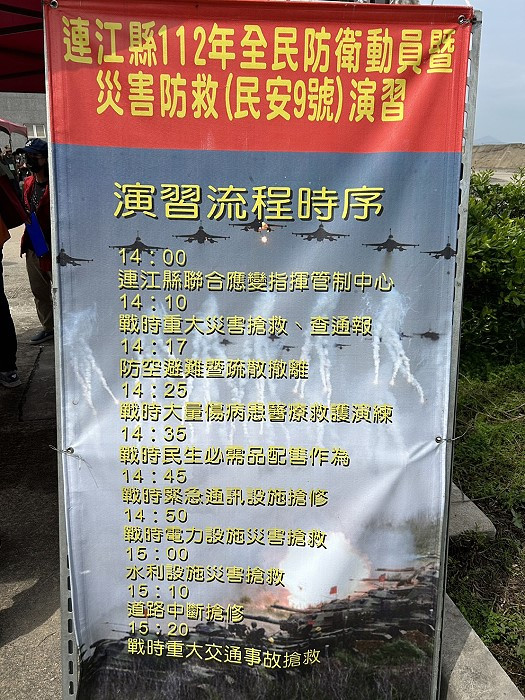 連江縣112年全民防衛動員暨
災害防救(民安9號)演習
演習流程時序
14：00
連江縣聯合應變指揮管制中心
14：10
戰時重大災害搶救、查通報
14：17
防空避難暨疏散撤離
14：25
戰時大量傷病患醫療救護演練
14：35
戰時民生必需品配售作為
14：45
戰時緊急通訊設施搶修
14：50
戰時電力設施災害搶救
15：00
水利設施災害搶救
15：10
道路中斷搶修
15：20
戰時重大交通事故搶救